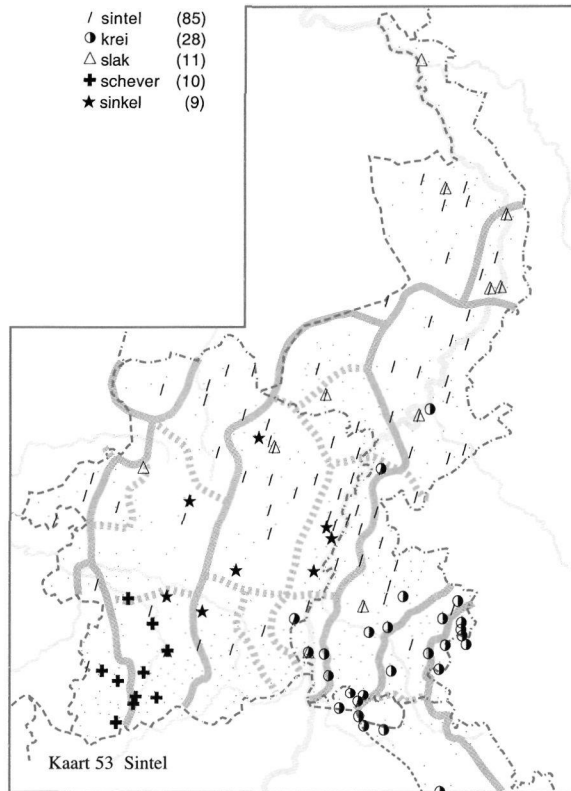 sintel (85)
krei (28)
slak (11)
schever (10)
sinkel (9)
Kaart 53 Sintel